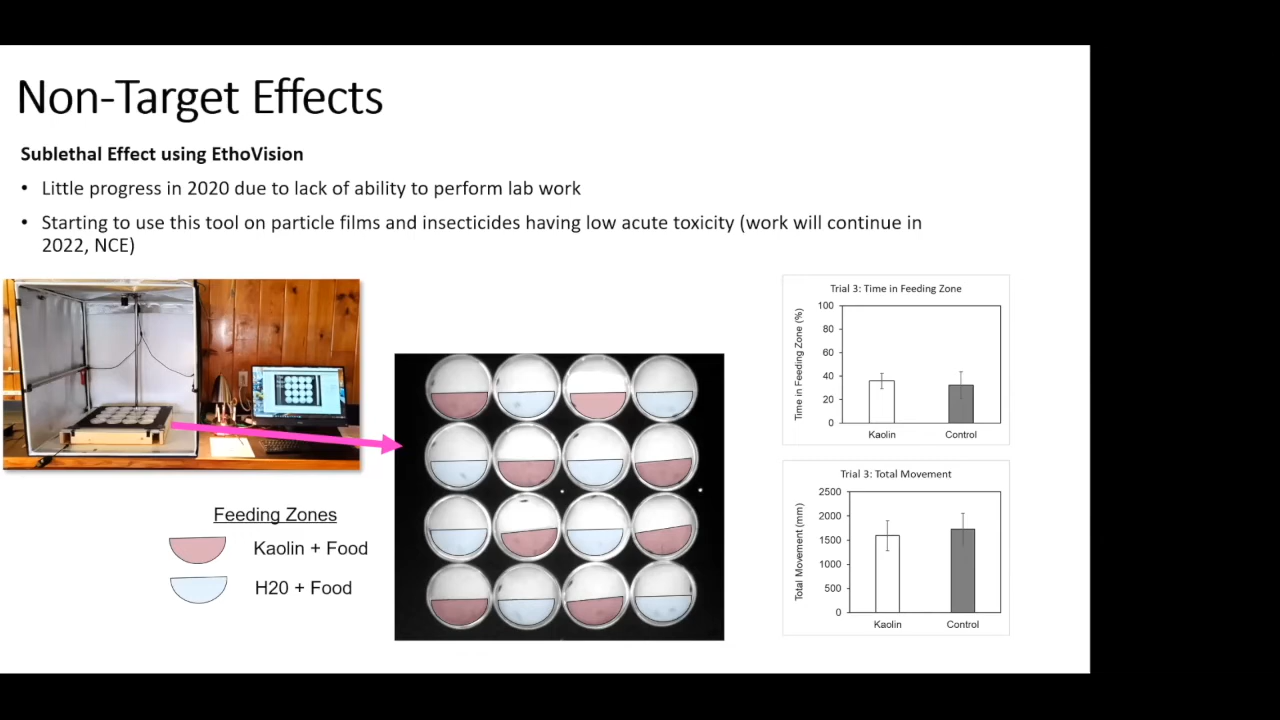 Non-Target Effects
Sublethal Effect using EthoVision
• Little progress in 2020 due to lack of ability to perform lab work
• Starting to use this tool on particle films and insecticides having low acute toxicity (work will continue in
2022, NCE)
Feeding Zones
Kaolin + Food
H20 + Food
Trial 3: Time in Feeding Zone
Time in Feeding Zone (%)
100
80
60
40
20
0
Kaolin Control
Trial 3: Total Movement
Total Movement (mm)
2500
2000
1500
1000
500
0
Kaolin Control